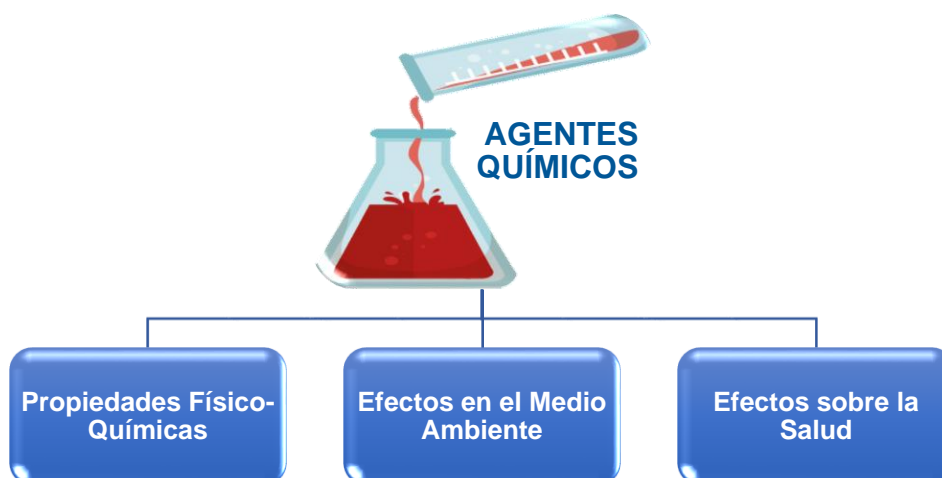 AGENTES
QUÍMICOS
Propiedades Físico-
Químicas
Efectos en el Medio
Ambiente
Efectos sobre la
Salud